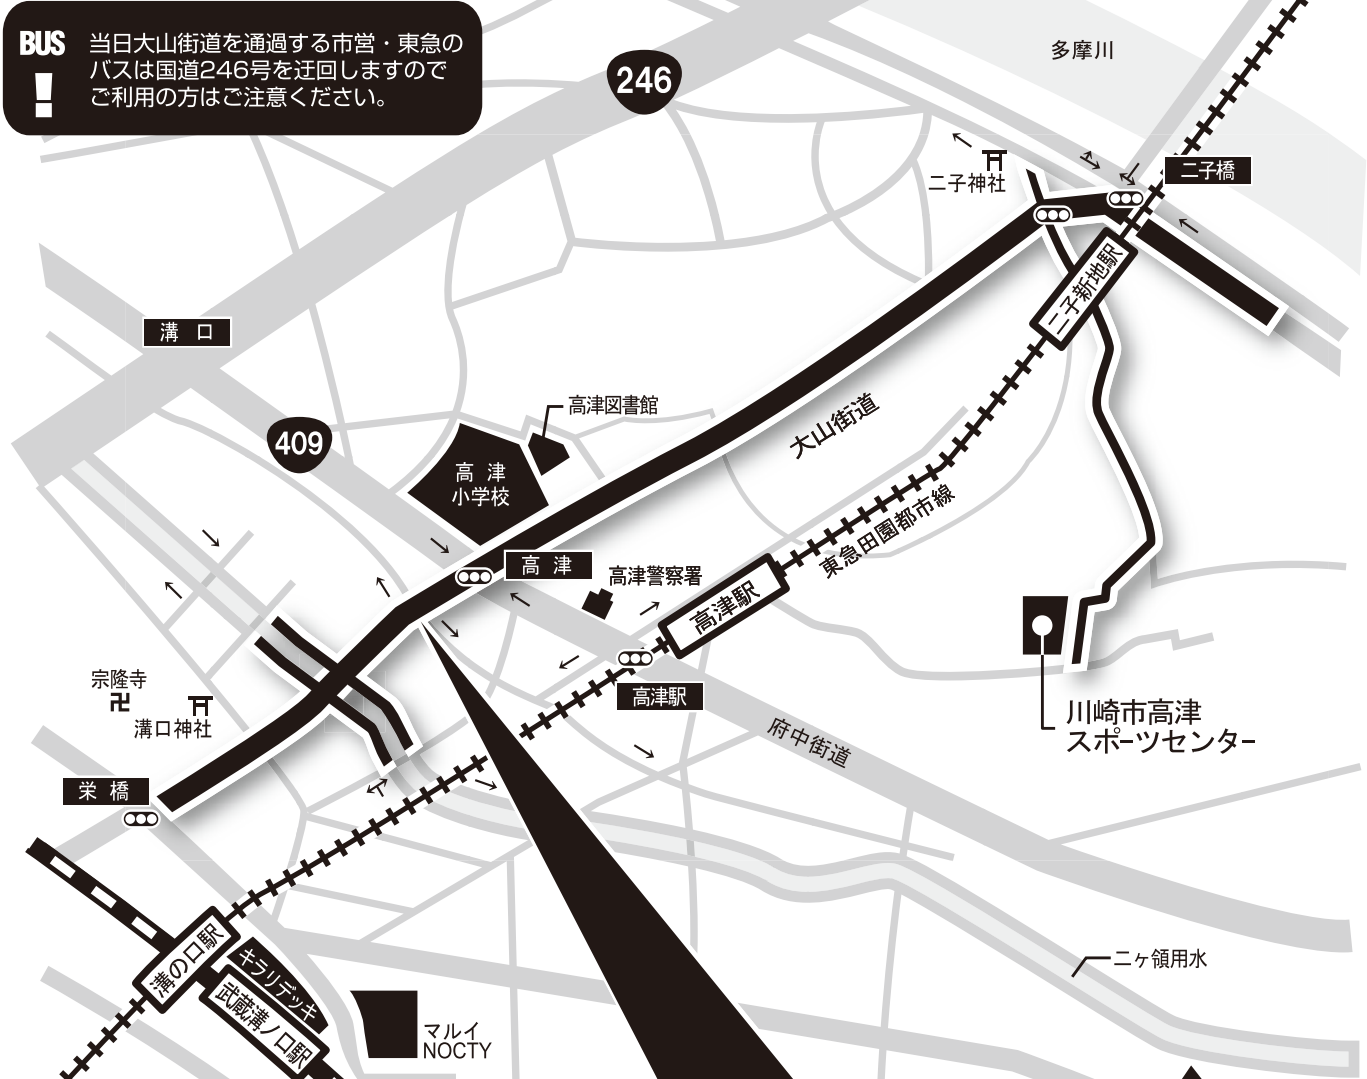 BUS
!
当日大山街道を通過する市営・東急の
バスは国道246号を迂回しますので
ご利用の方はご注意ください。
246
多摩川
二子神社
二子橋
二子新地駅
溝 口
409
高津図書館
高 津
小学校
大山街道
東急田園都市線
高 津
高津警察署
高津駅
高津駅
府中街道
川崎市高津
スポーツセンター
宗隆寺
溝口神社
栄 橋
溝の口駅
キラリデッキ
武蔵溝ノ口駅
マルイ
NOCTY
二ヶ領用水